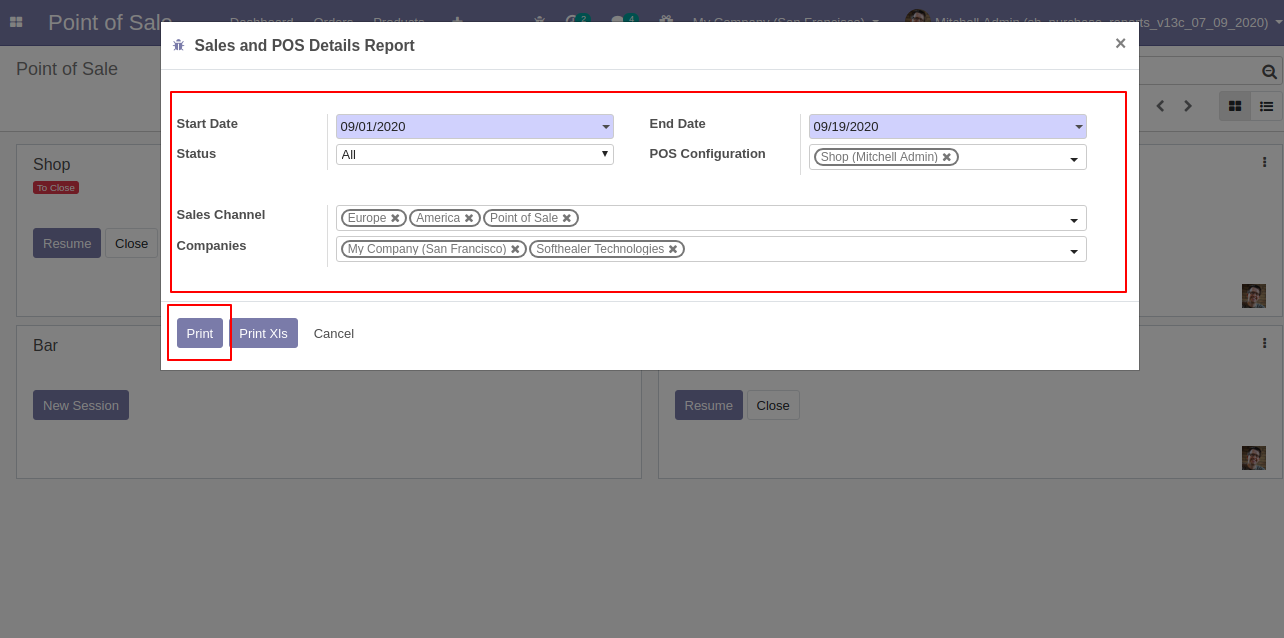 Point of Sale Dashboard Orders Products 2 4 My Company (San Francisco) Mitchell Admin (sh_purchase_reports_v13c_07_09_2020)
Sales and POS Details Report ×
Point of Sale
Start Date 09/01/2020 End Date 09/19/2020
Status All POS Configuration Shop (Mitchell Admin)
Shop
To Close
Sales Channel Europe America Point of Sale
Companies My Company (San Francisco) Softhealer Technologies
Resume Close
Print Print Xls Cancel
Bar
New Session Resume Close